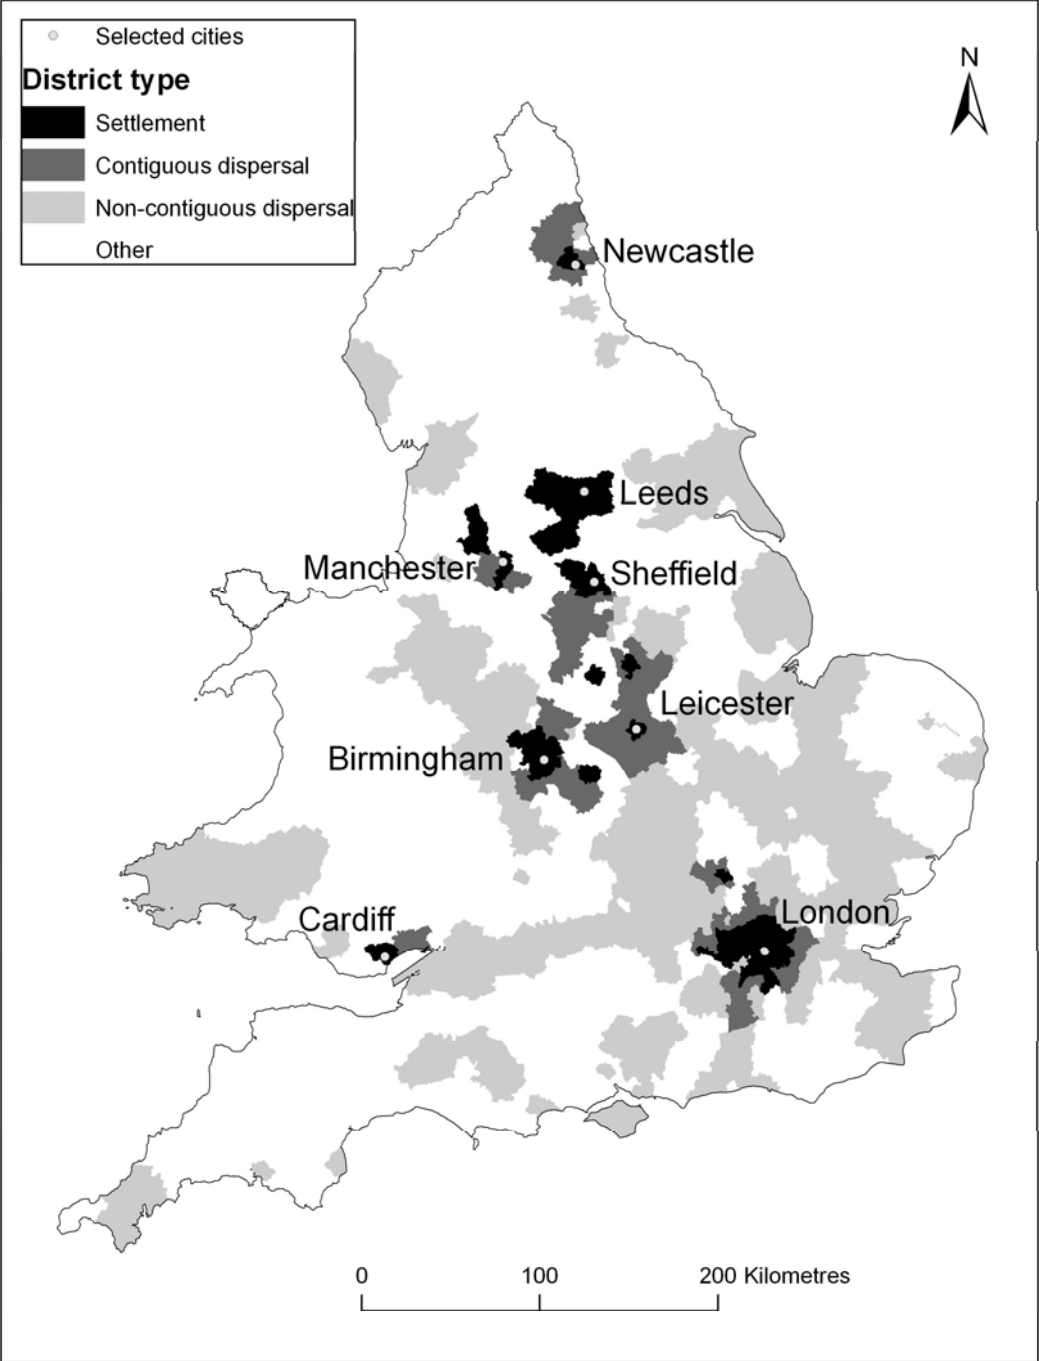 Selected cities
District type
Settlement
Contiguous dispersal
Non-contiguous dispersal
Other
N
Newcastle
Leeds
Manchester
Sheffield
Leicester
Birmingham
London
Cardiff
0 100 200 Kilometres